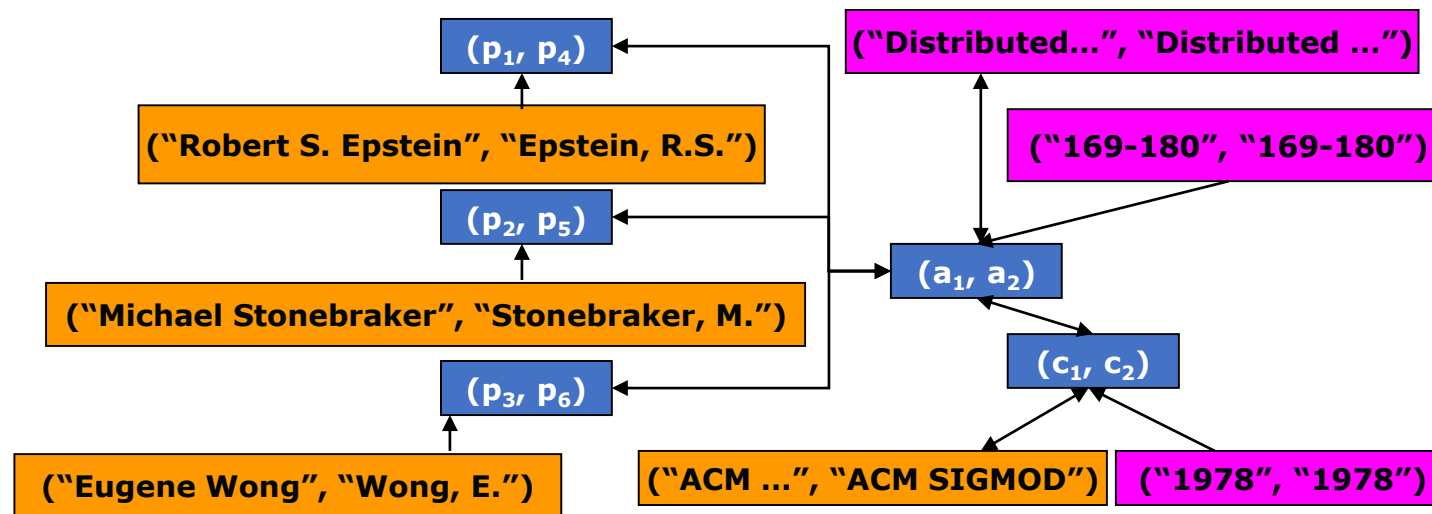 (p₁, p₄)
(“Distributed…”, “Distributed …”)
(“Robert S. Epstein”, “Epstein, R.S.”)
(“169-180”, “169-180”)
(p₂, p₅)
(a₁, a₂)
(“Michael Stonebraker”, “Stonebraker, M.”)
(c₁, c₂)
(p₃, p₆)
(“Eugene Wong”, “Wong, E.”)
(“ACM …”, “ACM SIGMOD”)
(“1978”, “1978”)